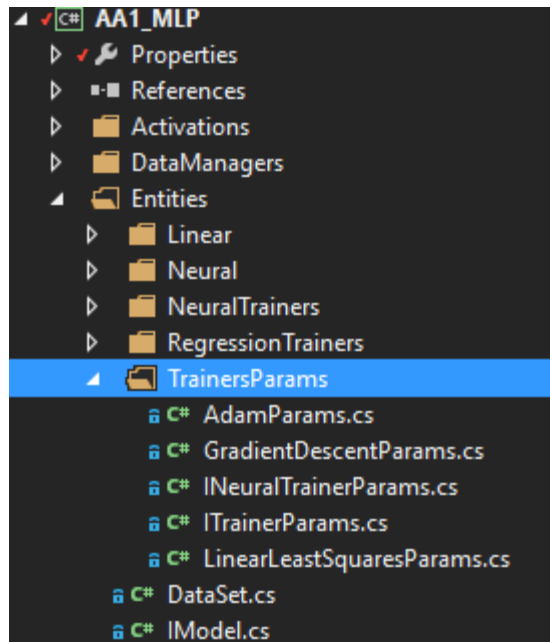 C# AA1_MLP
Properties
References
Activations
DataManagers
Entities
Linear
Neural
NeuralTrainers
RegressionTrainers
TrainersParams
C# AdamParams.cs
C# GradientDescentParams.cs
C# INeuralTrainerParams.cs
C# ITrainerParams.cs
C# LinearLeastSquaresParams.cs
C# DataSet.cs
C# IModel.cs